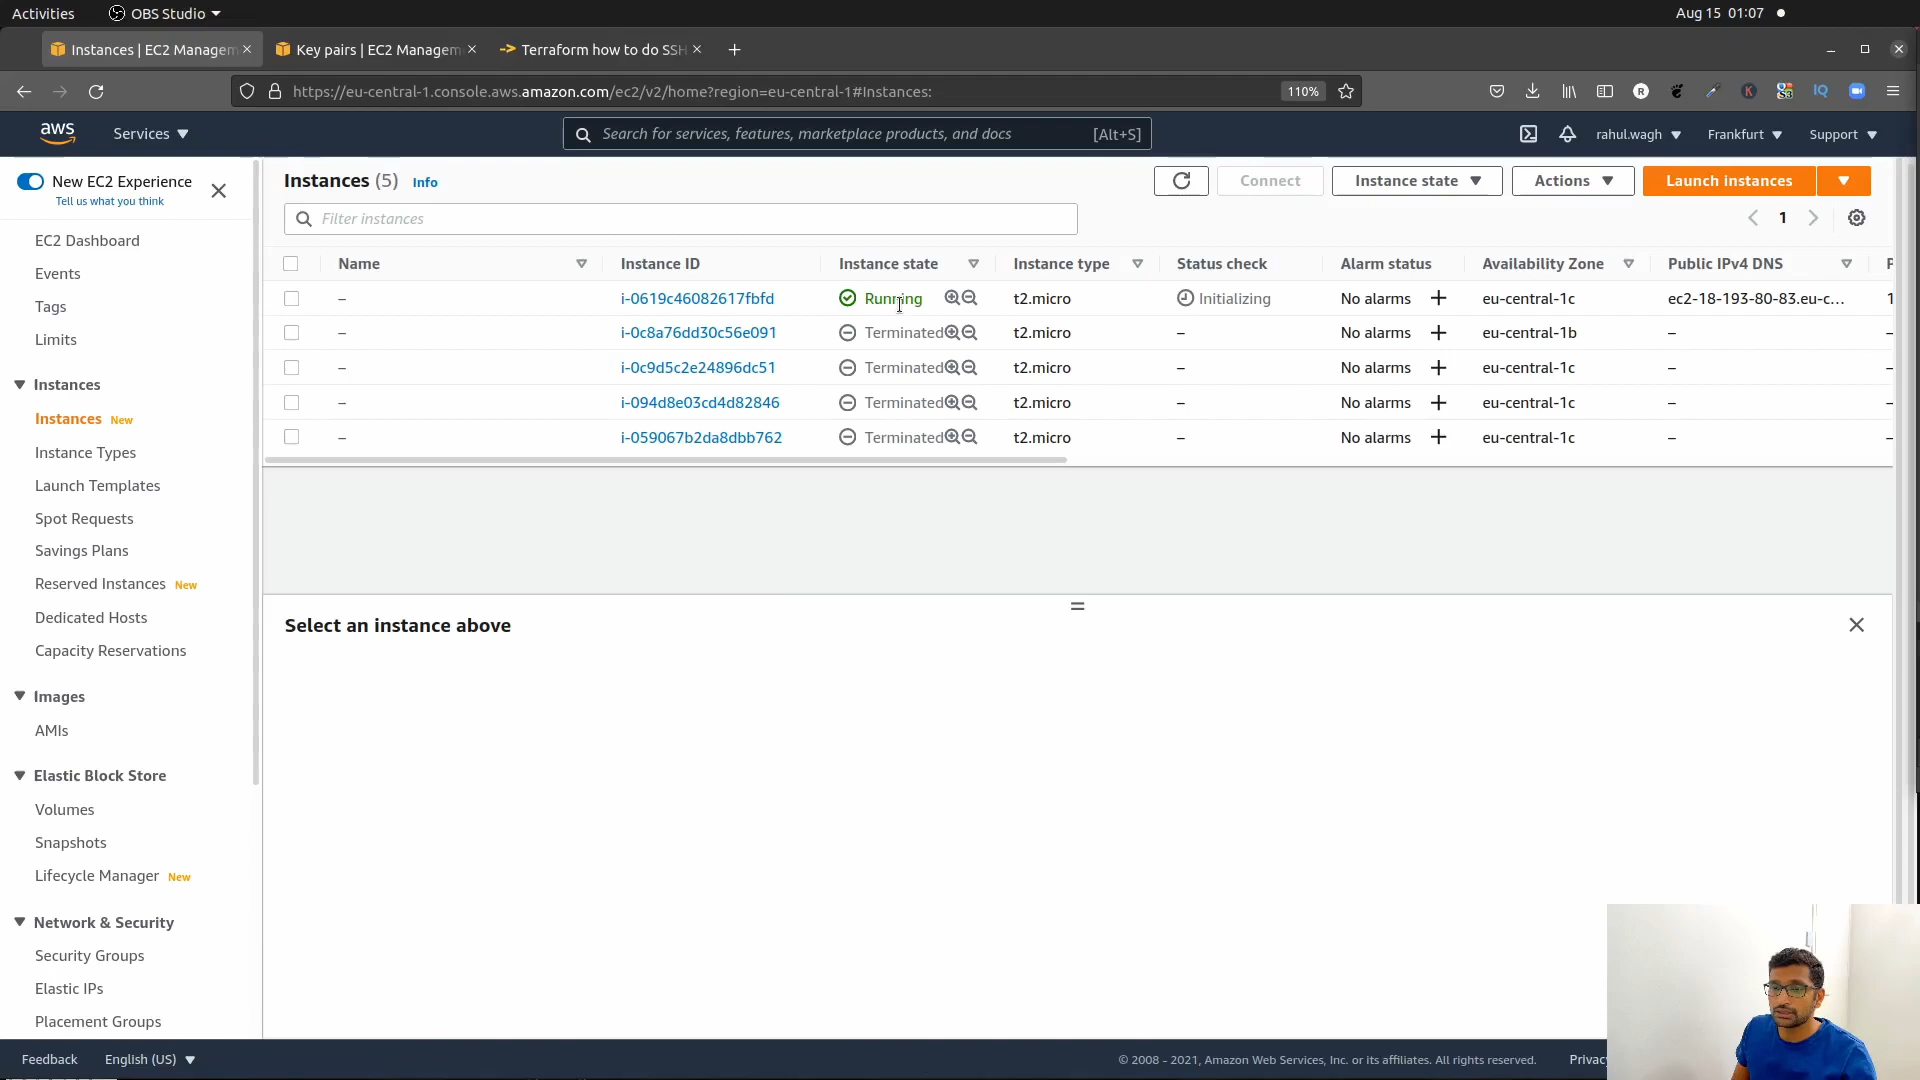 Activities OBS Studio Aug 15 01:07
Instances | EC2 Managem Key pairs | EC2 Managem Terraform how to do SSH
https://eu-central-1.console.aws.amazon.com/ec2/v2/home?region=eu-central-1#Instances: 110%
aws Services Search for services, features, marketplace products, and docs [Alt+S] rahul.wagh Frankfurt Support
New EC2 Experience
Tell us what you think
EC2 Dashboard
Events
Tags
Limits
Instances
Instances New
Instance Types
Launch Templates
Spot Requests
Savings Plans
Reserved Instances New
Dedicated Hosts
Capacity Reservations
Images
AMIs
Elastic Block Store
Volumes
Snapshots
Lifecycle Manager New
Network & Security
Security Groups
Elastic IPs
Placement Groups
Instances (5) Info Connect Instance state Actions Launch instances
Filter instances 1
Name Instance ID Instance state Instance type Status check Alarm status Availability Zone Public IPv4 DNS P
– i-0619c46082617fbfd Running t2.micro Initializing No alarms + eu-central-1c ec2-18-193-80-83.eu-c... 1
– i-0c8a76dd30c56e091 Terminated t2.micro – No alarms + eu-central-1b – –
– i-0c9d5c2e24896dc51 Terminated t2.micro – No alarms + eu-central-1c – –
– i-094d8e03cd4d82846 Terminated t2.micro – No alarms + eu-central-1c – –
– i-059067b2da8dbb762 Terminated t2.micro – No alarms + eu-central-1c – –
Select an instance above
Feedback English (US) © 2008 - 2021, Amazon Web Services, Inc. or its affiliates. All rights reserved. Privac